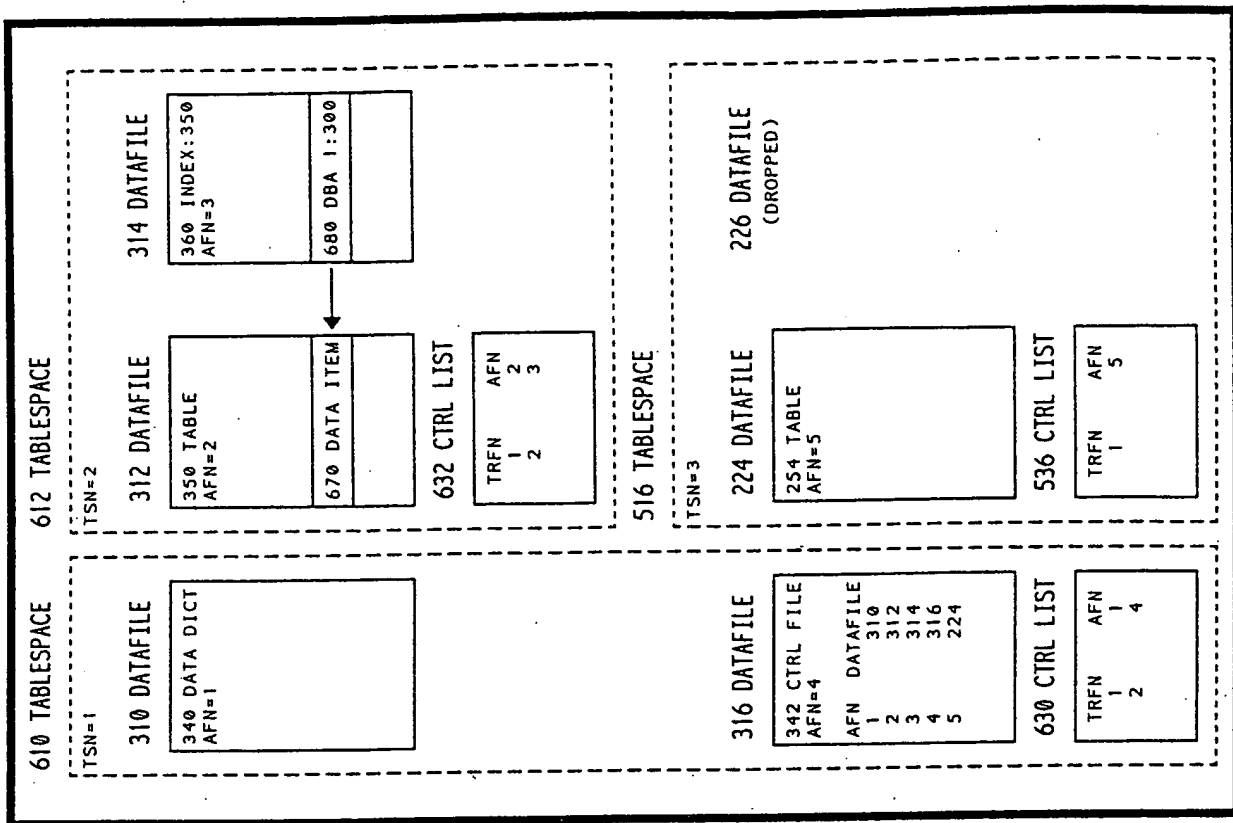 610 TABLESPACE
TSN=1
310 DATAFILE
340 DATA DICT
AFN=1
316 DATAFILE
342 CTRL FILE
AFN=4
AFN DATAFILE
1 310
2 312
3 314
4 316
5 224
630 CTRL LIST
TRFN AFN
1 1
2 4
612 TABLESPACE
TSN=2
312 DATAFILE
350 TABLE
AFN=2
670 DATA ITEM
314 DATAFILE
360 INDEX:350
AFN=3
680 DBA 1:300
632 CTRL LIST
TRFN AFN
1 2
2 3
516 TABLESPACE
TSN=3
224 DATAFILE
254 TABLE
AFN=5
226 DATAFILE
(DROPPED)
536 CTRL LIST
TRFN AFN
1 5